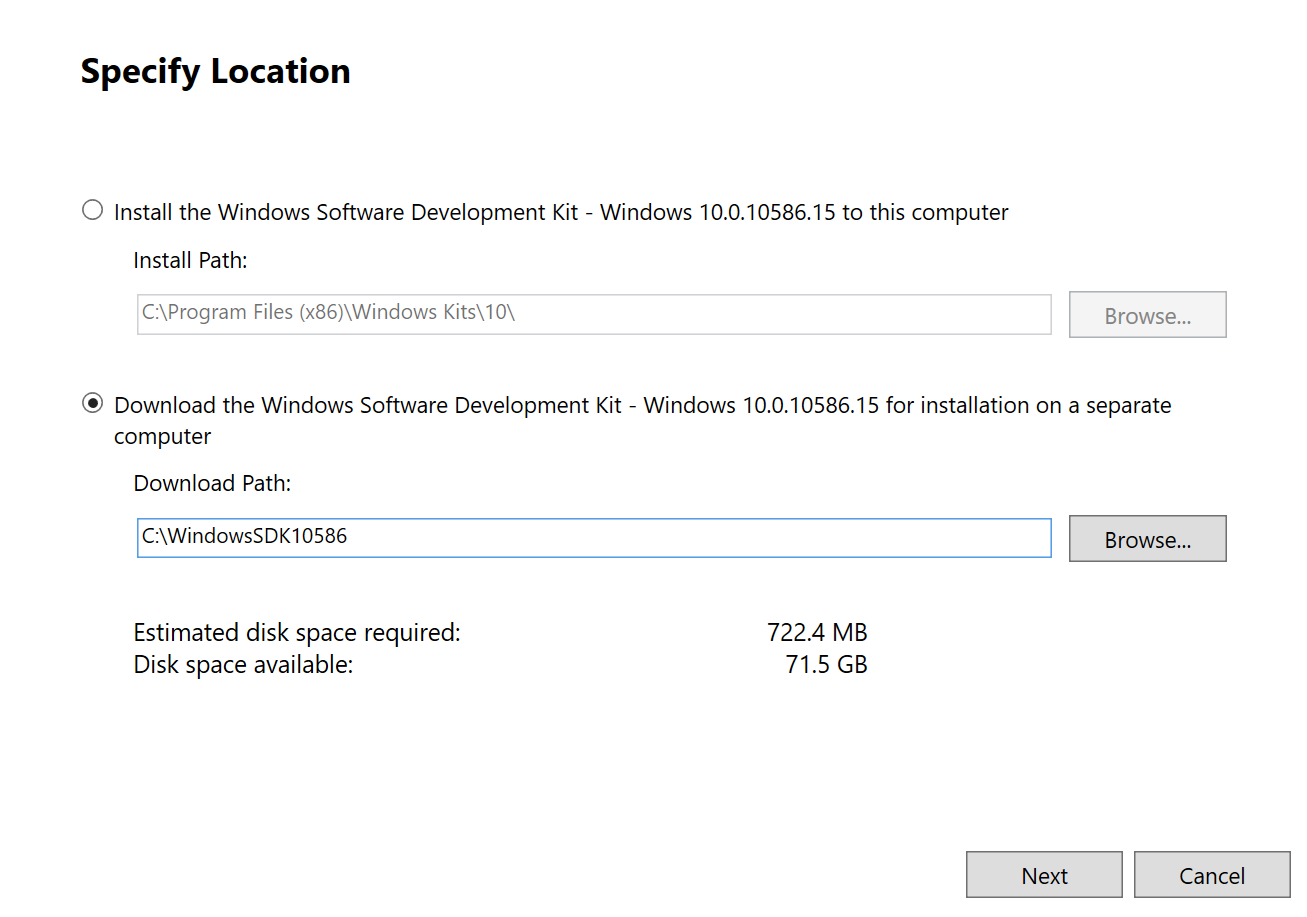 Specify Location
Install the Windows Software Development Kit - Windows 10.0.10586.15 to this computer
Install Path:
C:\Program Files (x86)\Windows Kits\10\
Browse...
Download the Windows Software Development Kit - Windows 10.0.10586.15 for installation on a separate
computer
Download Path:
C:\WindowsSDK10586
Browse...
Estimated disk space required: 722.4 MB
Disk space available: 71.5 GB
Next Cancel